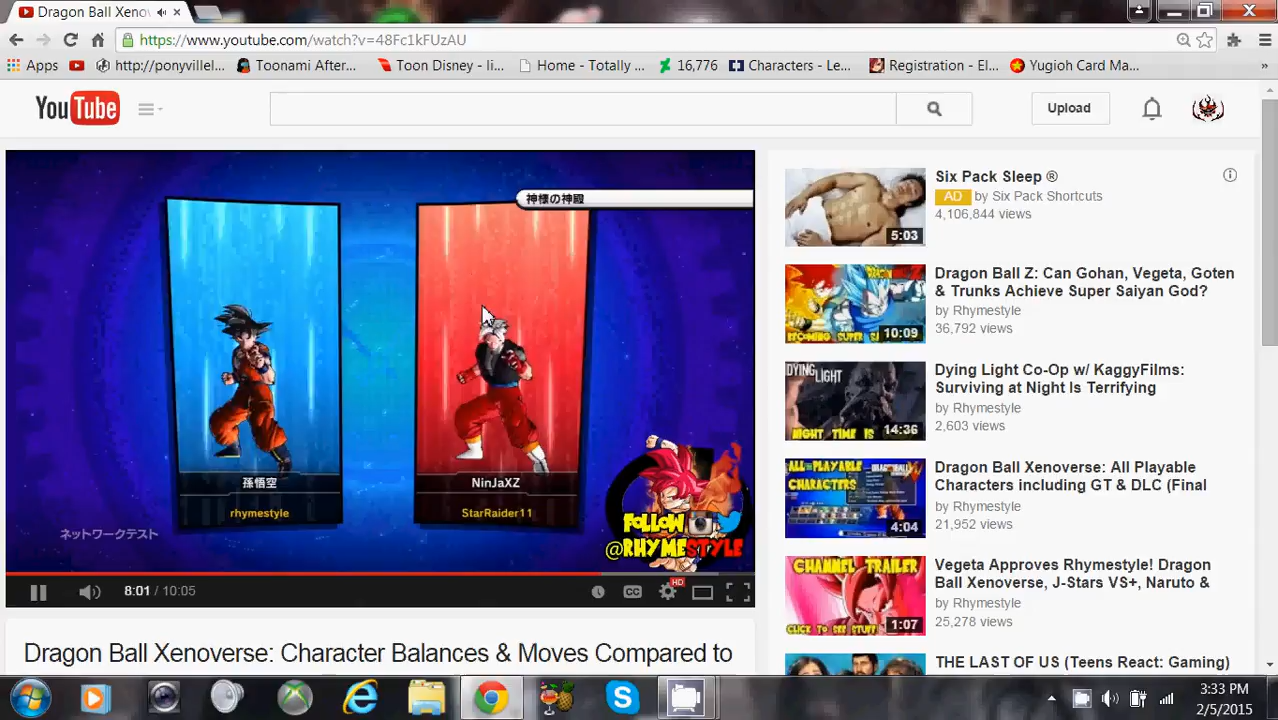 Dragon Ball Xeno
https://www.youtube.com/watch?v=48Fc1kFUzAU
Apps
http://ponyvillel...
Toonami After...
Toon Disney - li...
Home - Totally ...
16,776
Characters - Le...
Registration - El...
Yugioh Card Ma...
»
YouTube
Upload
神様の神殿
孫悟空
rhymestyle
NinJaXZ
StarRaider11
ネットワークテスト
FOLLOW
@RHYMESTYLE
8:01 / 10:05
CC
HD
Dragon Ball Xenoverse: Character Balances & Moves Compared to
Six Pack Sleep ®
AD by Six Pack Shortcuts
4,106,844 views
5:03
Dragon Ball Z: Can Gohan, Vegeta, Goten
& Trunks Achieve Super Saiyan God?
by Rhymestyle
36,792 views
10:09
Dying Light Co-Op w/ KaggyFilms:
Surviving at Night Is Terrifying
by Rhymestyle
2,603 views
DYING LIGHT
NIGHT TIME IS
14:36
Dragon Ball Xenoverse: All Playable
Characters including GT & DLC (Final
by Rhymestyle
21,952 views
ALL PLAYABLE
CHARACTERS
4:04
Vegeta Approves Rhymestyle! Dragon
Ball Xenoverse, J-Stars VS+, Naruto &
by Rhymestyle
25,278 views
CHANNEL TRAILER
CLICK TO SEE STUFF
1:07
THE LAST OF US (Teens React: Gaming)
3:33 PM
2/5/2015